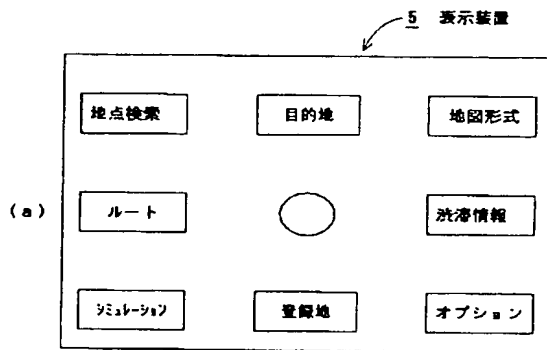 5 表示装置
地点検索 目的地 地図形式
(a) ルート 渋滞情報
シミュレーション 登録地 オプション